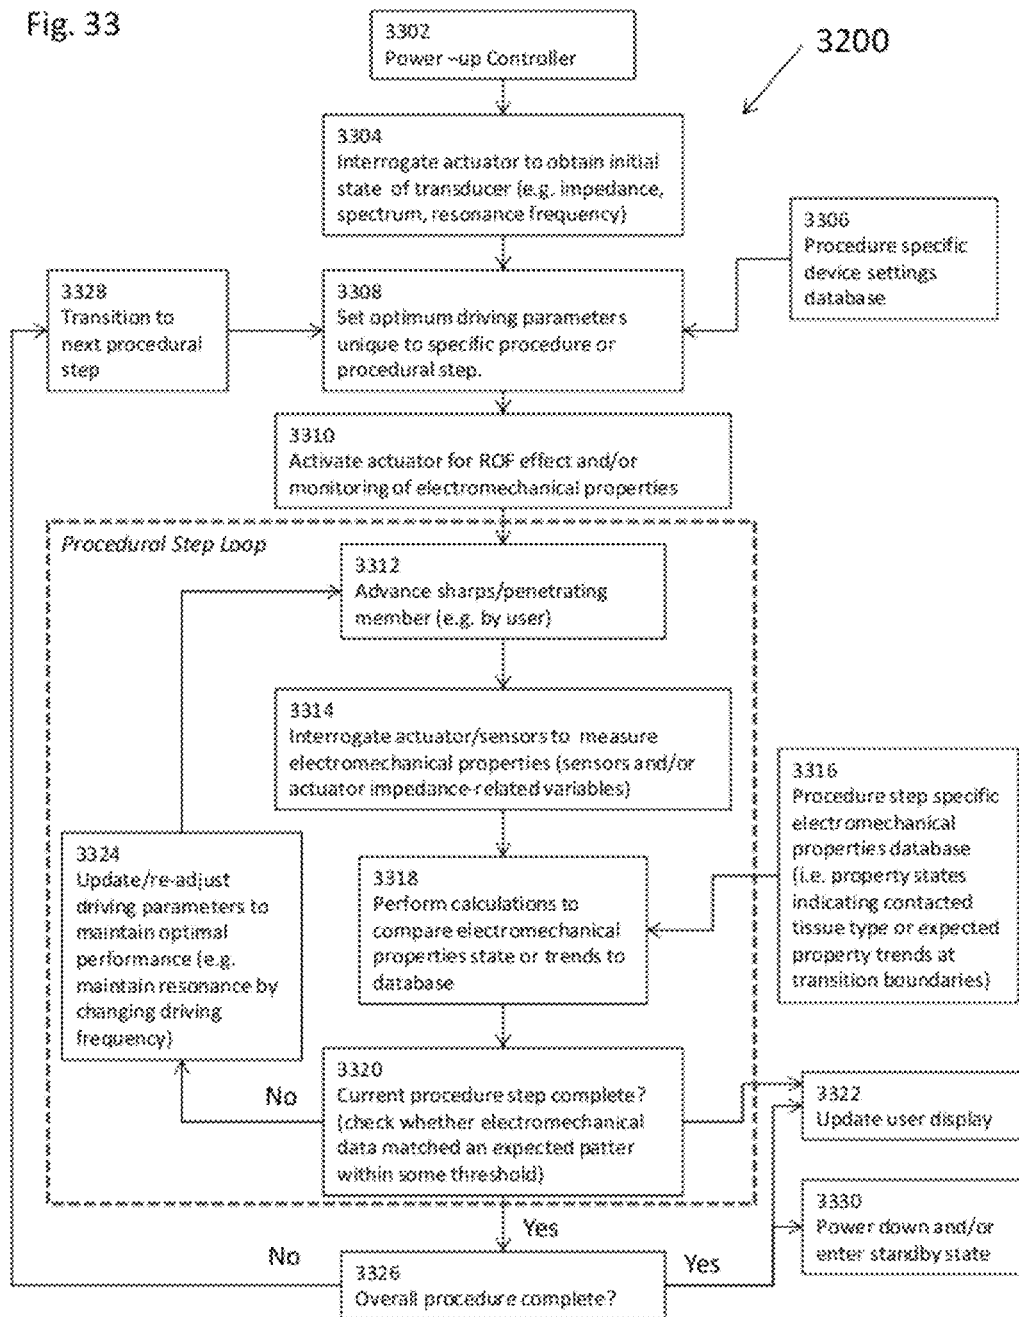 Fig. 33
3200
3302
Power -up Controller
3304
Interrogate actuator to obtain initial
state of transducer (e.g. impedance,
spectrum, resonance frequency)
3306
Procedure specific
device settings
database
3328
Transition to
next procedural
step
3308
Set optimum driving parameters
unique to specific procedure or
procedural step.
3310
Activate actuator for ROF effect and/or
monitoring of electromechanical properties
Procedural Step Loop
3312
Advance sharps/penetrating
member (e.g. by user)
3314
Interrogate actuator/sensors to measure
electromechanical properties (sensors and/or
actuator impedance-related variables)
3316
Procedure step specific
electromechanical
properties database
(i.e. property states
indicating contacted
tissue type or expected
property trends at
transition boundaries)
3324
Update/re-adjust
driving parameters to
maintain optimal
performance (e.g.
maintain resonance by
changing driving
frequency)
3318
Perform calculations to
compare electromechanical
properties state or trends to
database
No
3320
Current procedure step complete?
(check whether electromechanical
data matched an expected patter
within some threshold)
3322
Update user display
Yes
3330
Power down and/or
enter standby state
No
3326
Overall procedure complete?
Yes